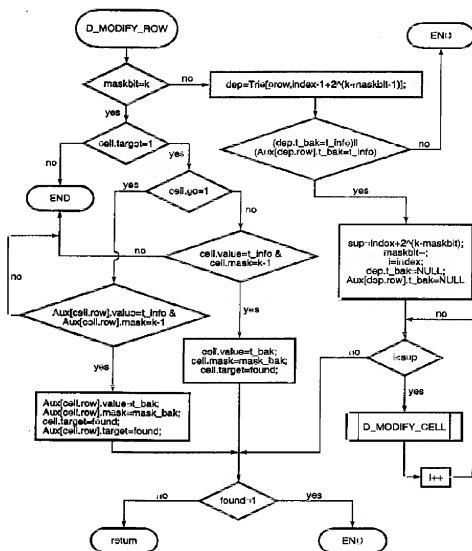 D_MODIFY_ROW
END
maskbit=k
no
dep=Trie[prow,index-1+2^(k-maskbit-1)];
yes
cell.target=1
(dep.t_bak=t_info)||
(Aux[dep.row].t_bak=t_info)
no
no
yes
yes
cell.go=1
END
yes
no
sup=index+2^(k-maskbit);
maskbit--;
i=index;
dep.t_bak=NULL;
Aux[dep.row].t_bak=NULL
no
cell.value=t_info &
cell.mask=k-1
no
Aux[cell.row].value=t_info &
Aux[cell.row].mask=k-1
yes
no
cell.value=t_bak;
cell.mask=mask_bak;
cell.target=found;
no
i<sup
yes
yes
Aux[cell.row].value=t_bak;
Aux[cell.row].mask=mask_bak;
cell.target=found;
Aux[cell.row].target=found;
D_MODIFY_CELL
i++
no
found=1
yes
return
END